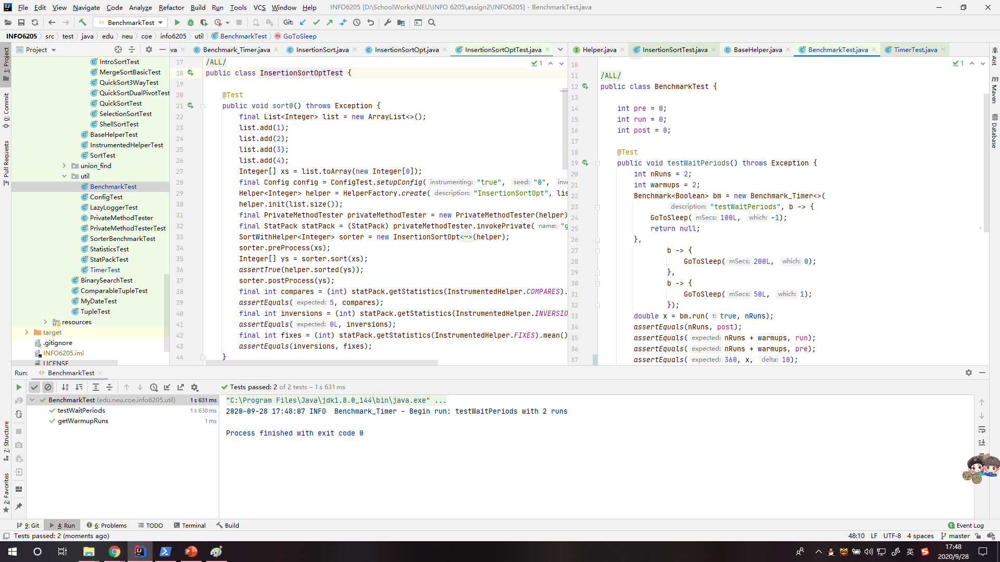 File Edit View Navigate Code Analyze Refactor Build Run Tools VCS Window Help INFO6205 [D:\SchoolWorks\NEU\INFO 6205\assign2\INFO6205] - BenchmarkTest.java
BenchmarkTest Git:
INFO6205 src test java edu neu coe info6205 util BenchmarkTest GoToSleep
Project
va Benchmark_Timer.java InsertionSort.java InsertionSortOpt.java InsertionSortOptTest.java
Helper.java InsertionSortTest.java BaseHelper.java BenchmarkTest.java TimerTest.java
1: Project
0: Commit
Pull Requests
7: Structure
2: Favorites
Ant
Maven
Database
IntroSortTest
MergeSortBasicTest
QuickSort3WayTest
QuickSortDualPivotTest
QuickSortTest
SelectionSortTest
ShellSortTest
BaseHelperTest
InstrumentedHelperTest
SortTest
union_find
util
BenchmarkTest
ConfigTest
LazyLoggerTest
PrivateMethodTester
PrivateMethodTesterTest
SorterBenchmarkTest
StatisticsTest
StatPackTest
TimerTest
BinarySearchTest
ComparableTupleTest
MyDateTest
TupleTest
resources
target
.gitignore
INFO6205.iml
LICENSE
1
17 /ALL/
18 public class InsertionSortOptTest {
19
20 @Test
21 public void sort0() throws Exception {
22 final List<Integer> list = new ArrayList<>();
23 list.add(1);
24 list.add(2);
25 list.add(3);
26 list.add(4);
27 Integer[] xs = list.toArray(new Integer[0]);
28 final Config config = ConfigTest.setupConfig( instrumenting: "true", seed: "0", inve
29 Helper<Integer> helper = HelperFactory.create( description: "InsertionSortOpt", lis
30 helper.init(list.size());
31 final PrivateMethodTester privateMethodTester = new PrivateMethodTester(helper)
32 final StatPack statPack = (StatPack) privateMethodTester.invokePrivate( name: "g
33 SortWithHelper<Integer> sorter = new InsertionSortOpt<~>(helper);
34 sorter.preProcess(xs);
35 Integer[] ys = sorter.sort(xs);
36 assertTrue(helper.sorted(ys));
37 sorter.postProcess(ys);
38 final int compares = (int) statPack.getStatistics(InstrumentedHelper.COMPARES).
39 assertEquals( expected: 5, compares);
40 final int inversions = (int) statPack.getStatistics(InstrumentedHelper.INVERSIO
41 assertEquals( expected: 0L, inversions);
42 final int fixes = (int) statPack.getStatistics(InstrumentedHelper.FIXES).mean()
43 assertEquals(inversions, fixes);
44 }
1
10
11 /ALL/
12 public class BenchmarkTest {
13
14 int pre = 0;
15 int run = 0;
16 int post = 0;
17
18 @Test
19 public void testWaitPeriods() throws Exception {
20 int nRuns = 2;
21 int warmups = 2;
22 Benchmark<Boolean> bm = new Benchmark_Timer<>(
23 description: "testWaitPeriods", b -> {
24 GoToSleep( mSecs: 100L, which: -1);
25 return null;
26 },
27 b -> {
28 GoToSleep( mSecs: 200L, which: 0);
29 },
30 b -> {
31 GoToSleep( mSecs: 50L, which: 1);
32 });
33 double x = bm.run( t: true, nRuns);
34 assertEquals(nRuns, post);
35 assertEquals( expected: nRuns + warmups, run);
36 assertEquals( expected: nRuns + warmups, pre);
37 assertEquals( expected: 360, x, delta: 10);
Run: BenchmarkTest
Tests passed: 2 of 2 tests – 1 s 631 ms
BenchmarkTest (edu.neu.coe.info6205.util) 1 s 631 ms
testWaitPeriods 1 s 630 ms
getWarmupRuns 1 ms
"C:\Program Files\Java\jdk1.8.0_144\bin\java.exe" ...
2020-09-28 17:48:07 INFO  Benchmark_Timer - Begin run: testWaitPeriods with 2 runs
Process finished with exit code 0
9: Git 4: Run 6: Problems TODO Terminal Build 1 Event Log
Tests passed: 2 (moments ago) 48:10 LF UTF-8 4 spaces master
英
17:48
2020/9/28